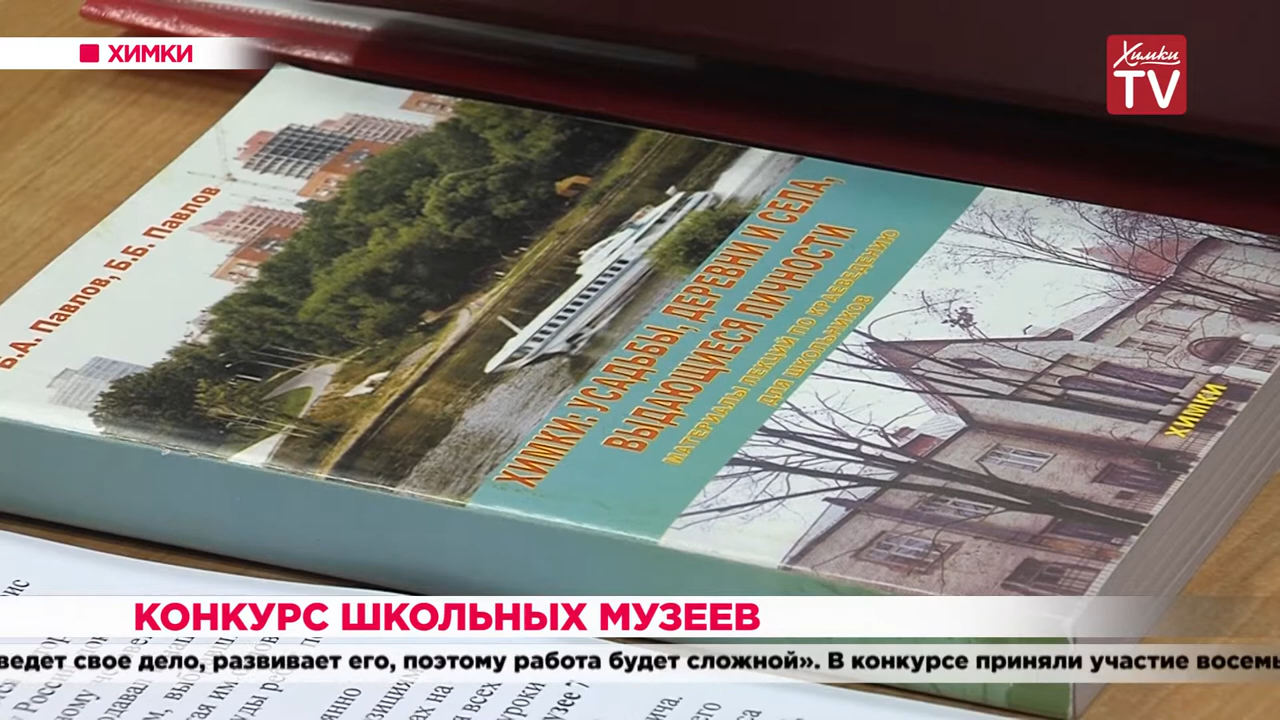 ХИМКИ
Химки
TV
Б.А. Павлов, Б.Б. Павлов
ХИМКИ: УСАДЬБЫ, ДЕРЕВНИ И СЕЛА,
ВЫДАЮЩИЕСЯ ЛИЧНОСТИ
МАТЕРИАЛЫ ЛЕКЦИЙ ПО КРАЕВЕДЕНИЮ
ДЛЯ ШКОЛЬНИКОВ
ХИМКИ
КОНКУРС ШКОЛЬНЫХ МУЗЕЕВ
ведет свое дело, развивает его, поэтому работа будет сложной». В конкурсе приняли участие восемь